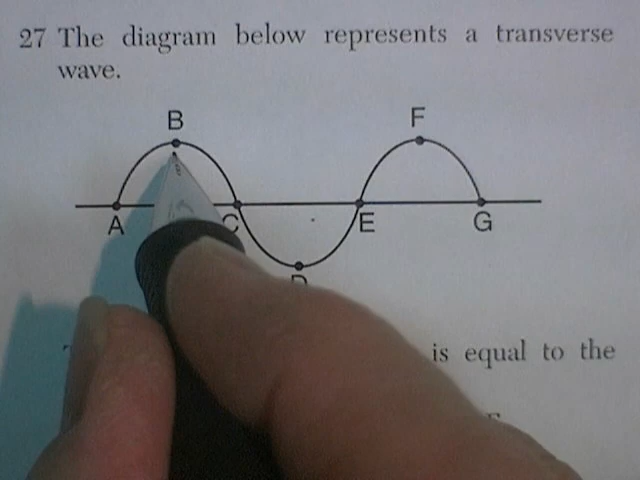 27 The diagram below represents a transverse
wave.
B
F
A
C
E
G
D
is equal to the